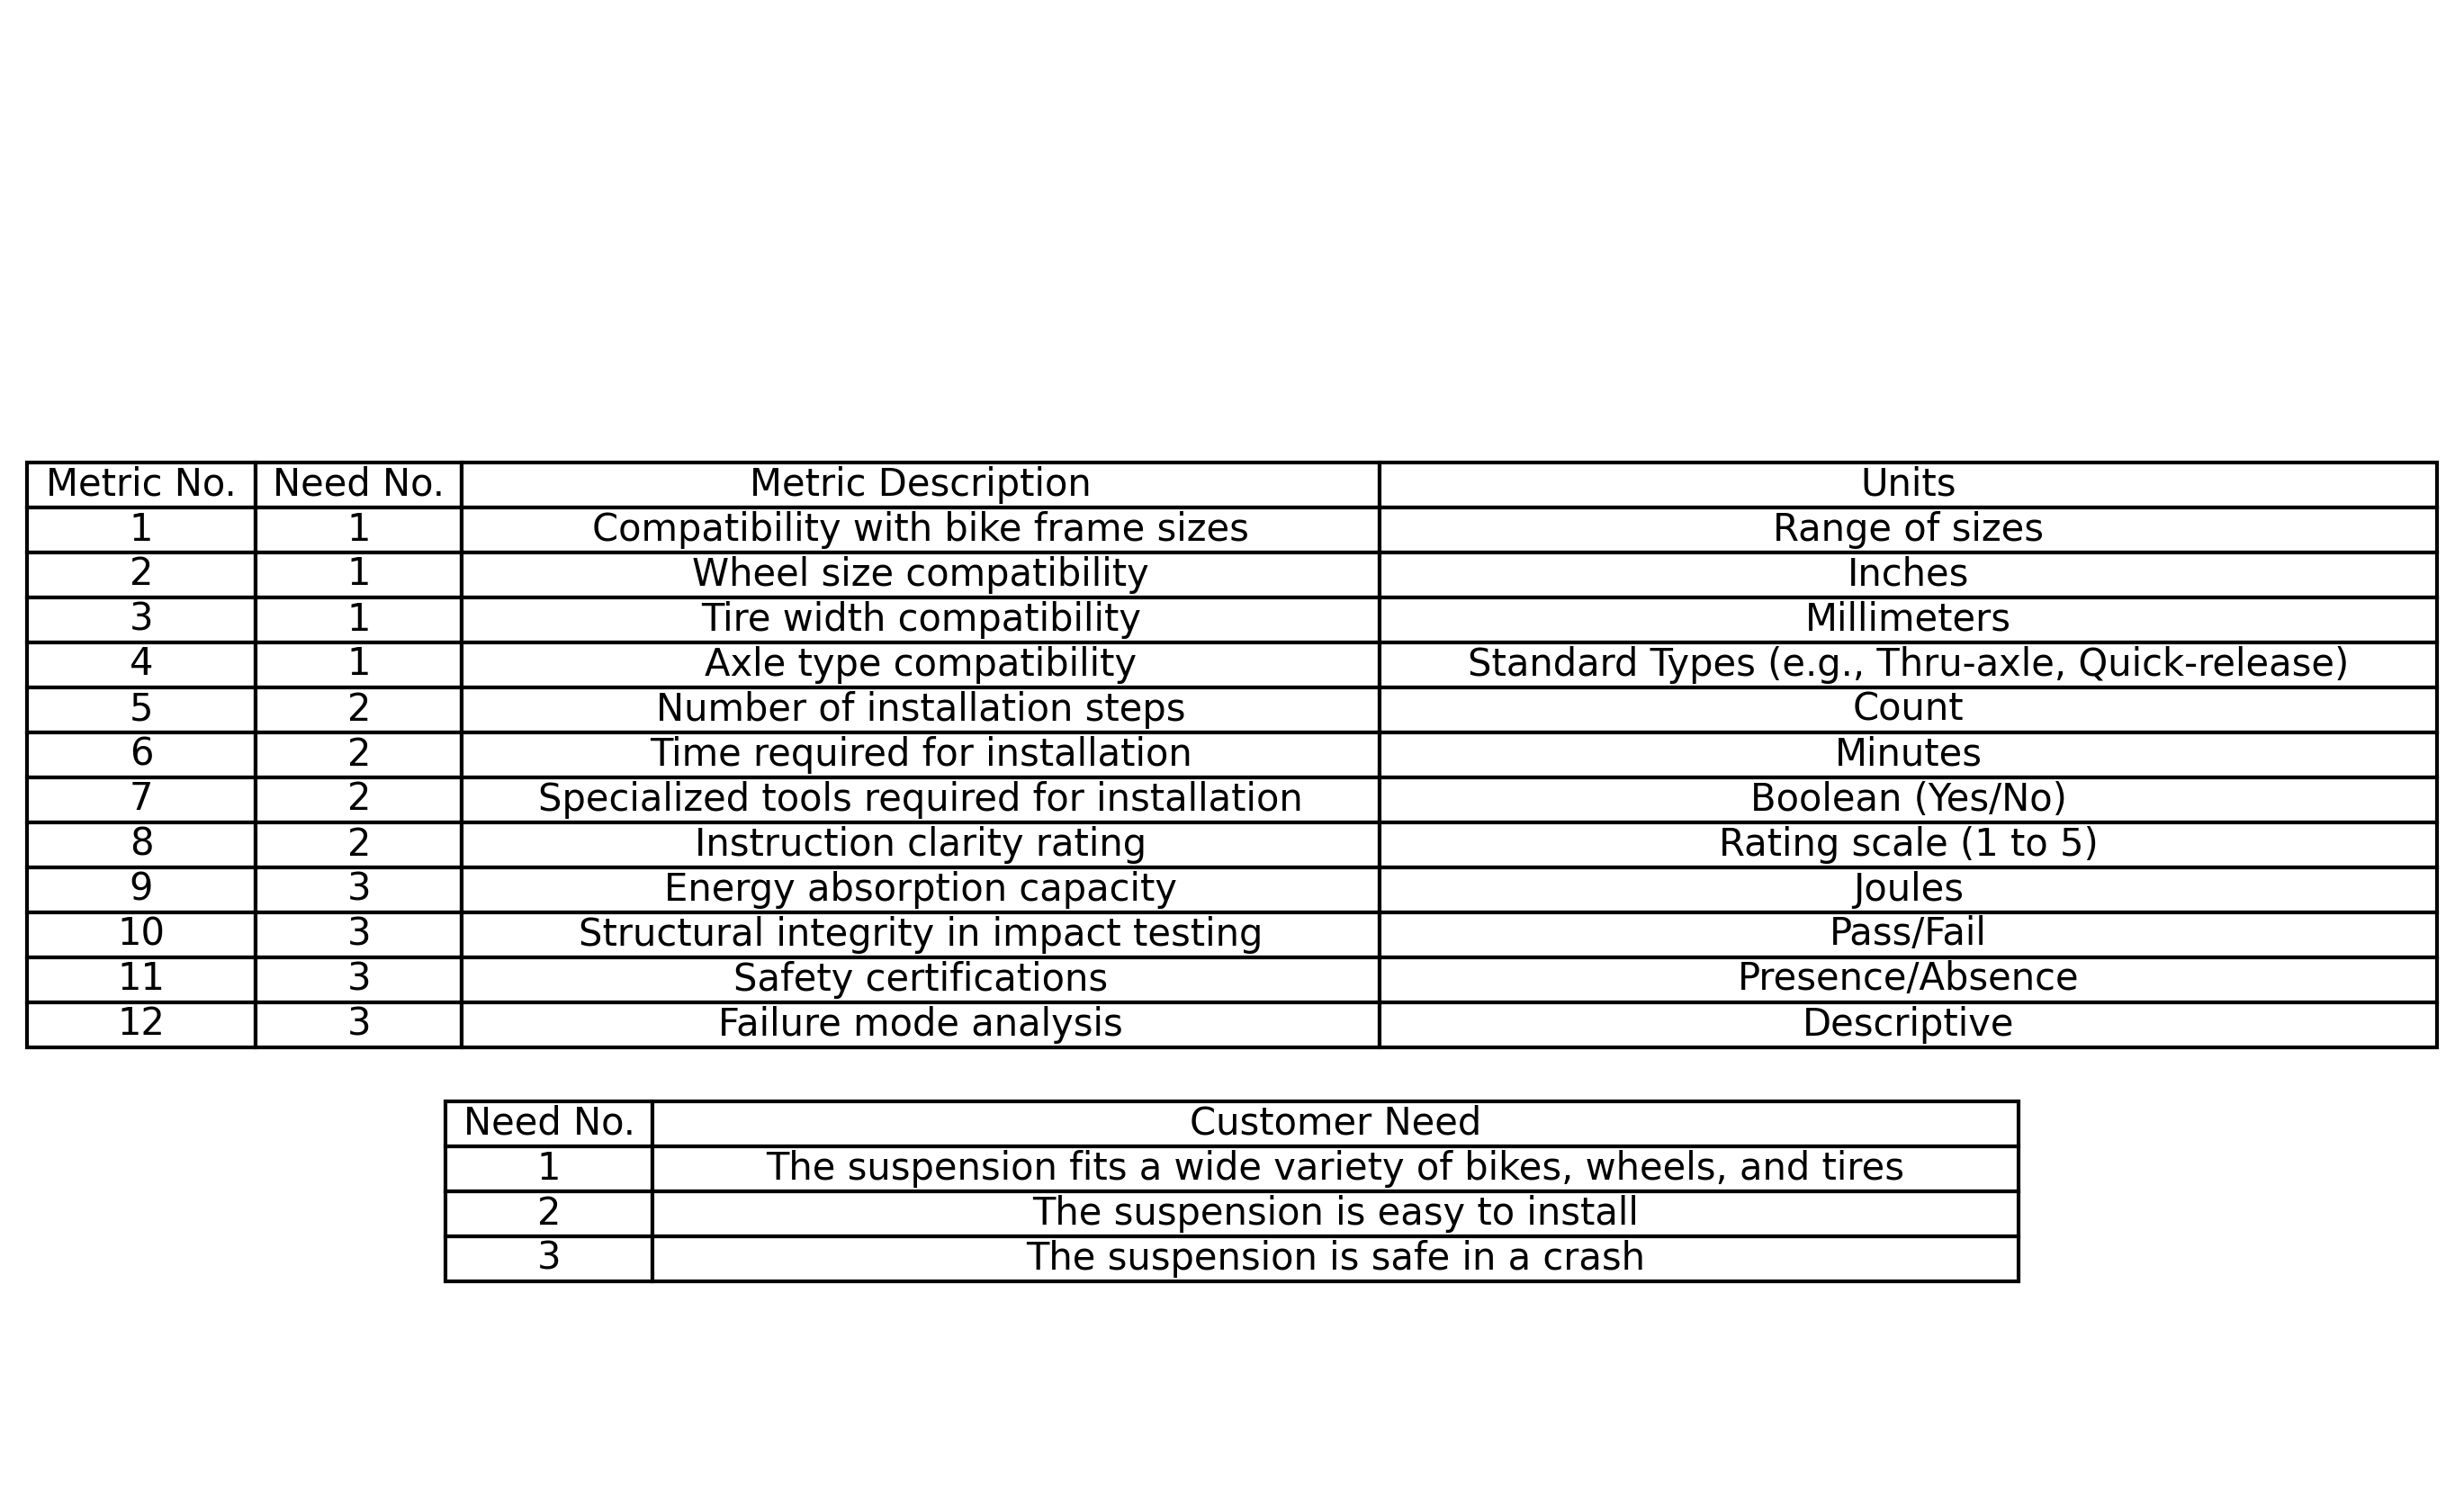 Metric No. Need No. Metric Description Units
1 1 Compatibility with bike frame sizes Range of sizes
2 1 Wheel size compatibility Inches
3 1 Tire width compatibility Millimeters
4 1 Axle type compatibility Standard Types (e.g., Thru-axle, Quick-release)
5 2 Number of installation steps Count
6 2 Time required for installation Minutes
7 2 Specialized tools required for installation Boolean (Yes/No)
8 2 Instruction clarity rating Rating scale (1 to 5)
9 3 Energy absorption capacity Joules
10 3 Structural integrity in impact testing Pass/Fail
11 3 Safety certifications Presence/Absence
12 3 Failure mode analysis Descriptive
Need No. Customer Need
1 The suspension fits a wide variety of bikes, wheels, and tires
2 The suspension is easy to install
3 The suspension is safe in a crash